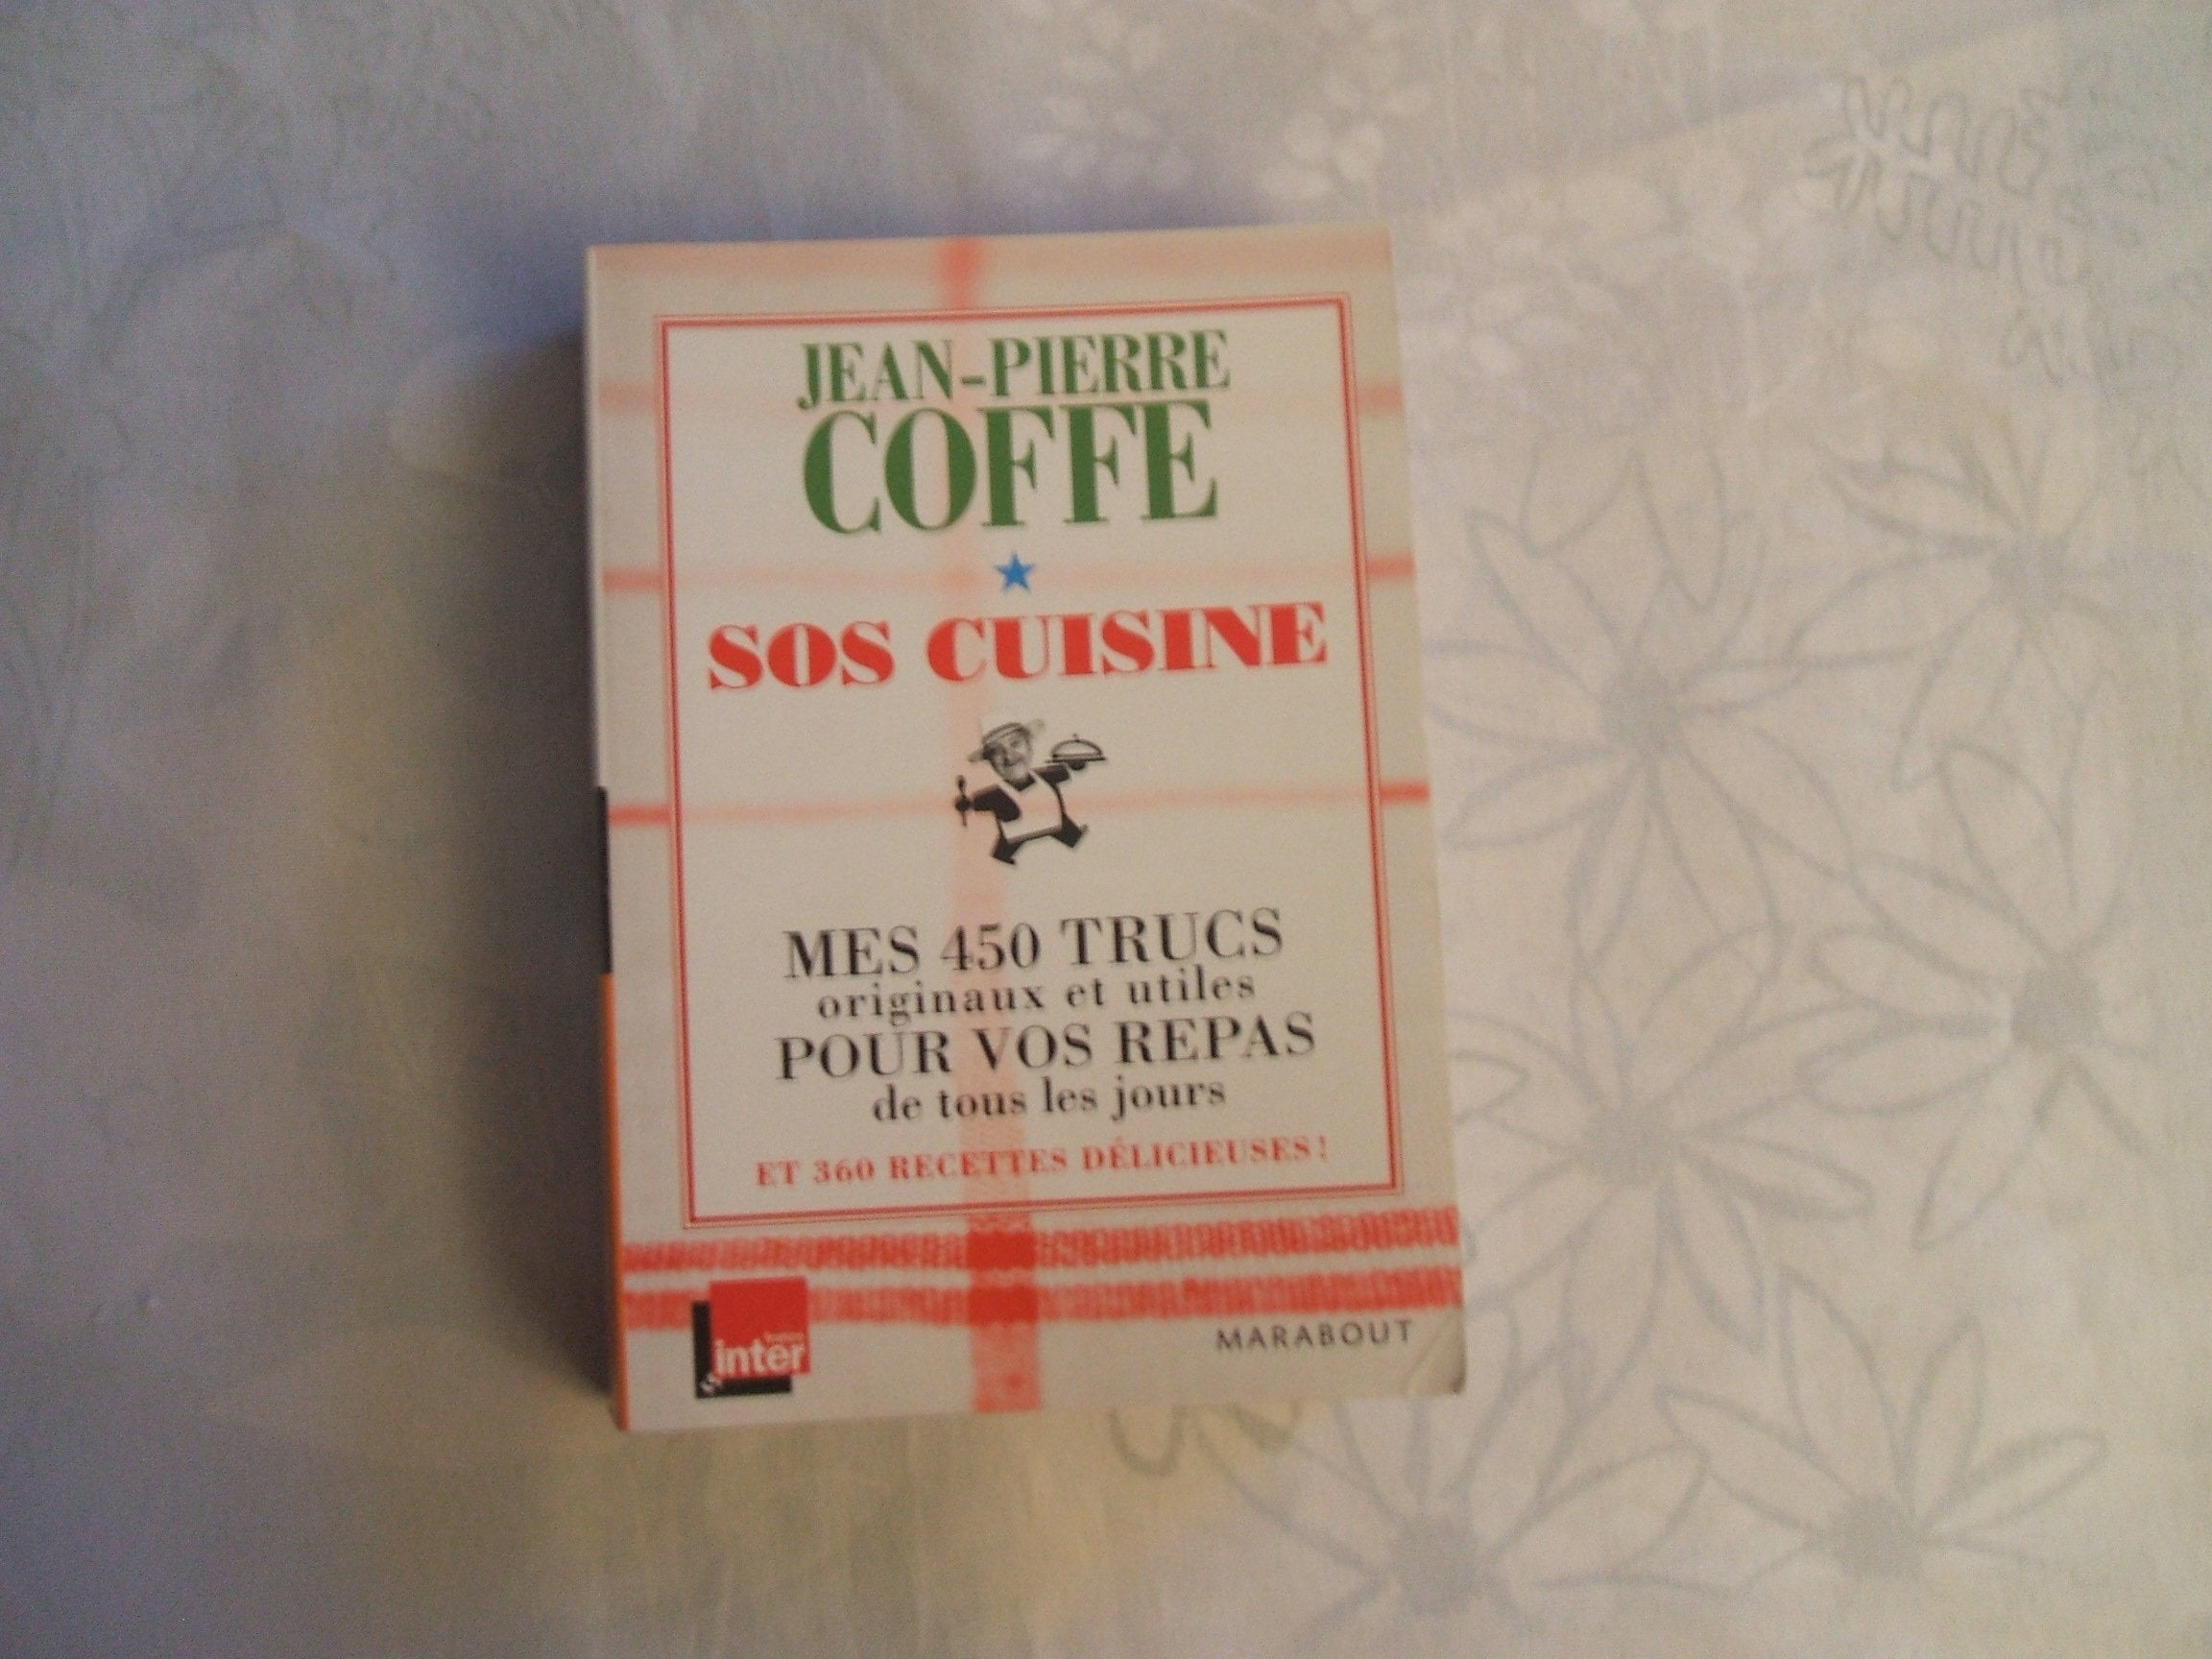 JEAN-PIERRE
COFFE
SOS CUISINE
MES 450 TRUCS
originaux et utiles
POUR VOS REPAS
de tous les jours
ET 360 RECETTES DÉLICIEUSES !
inter
MARABOUT